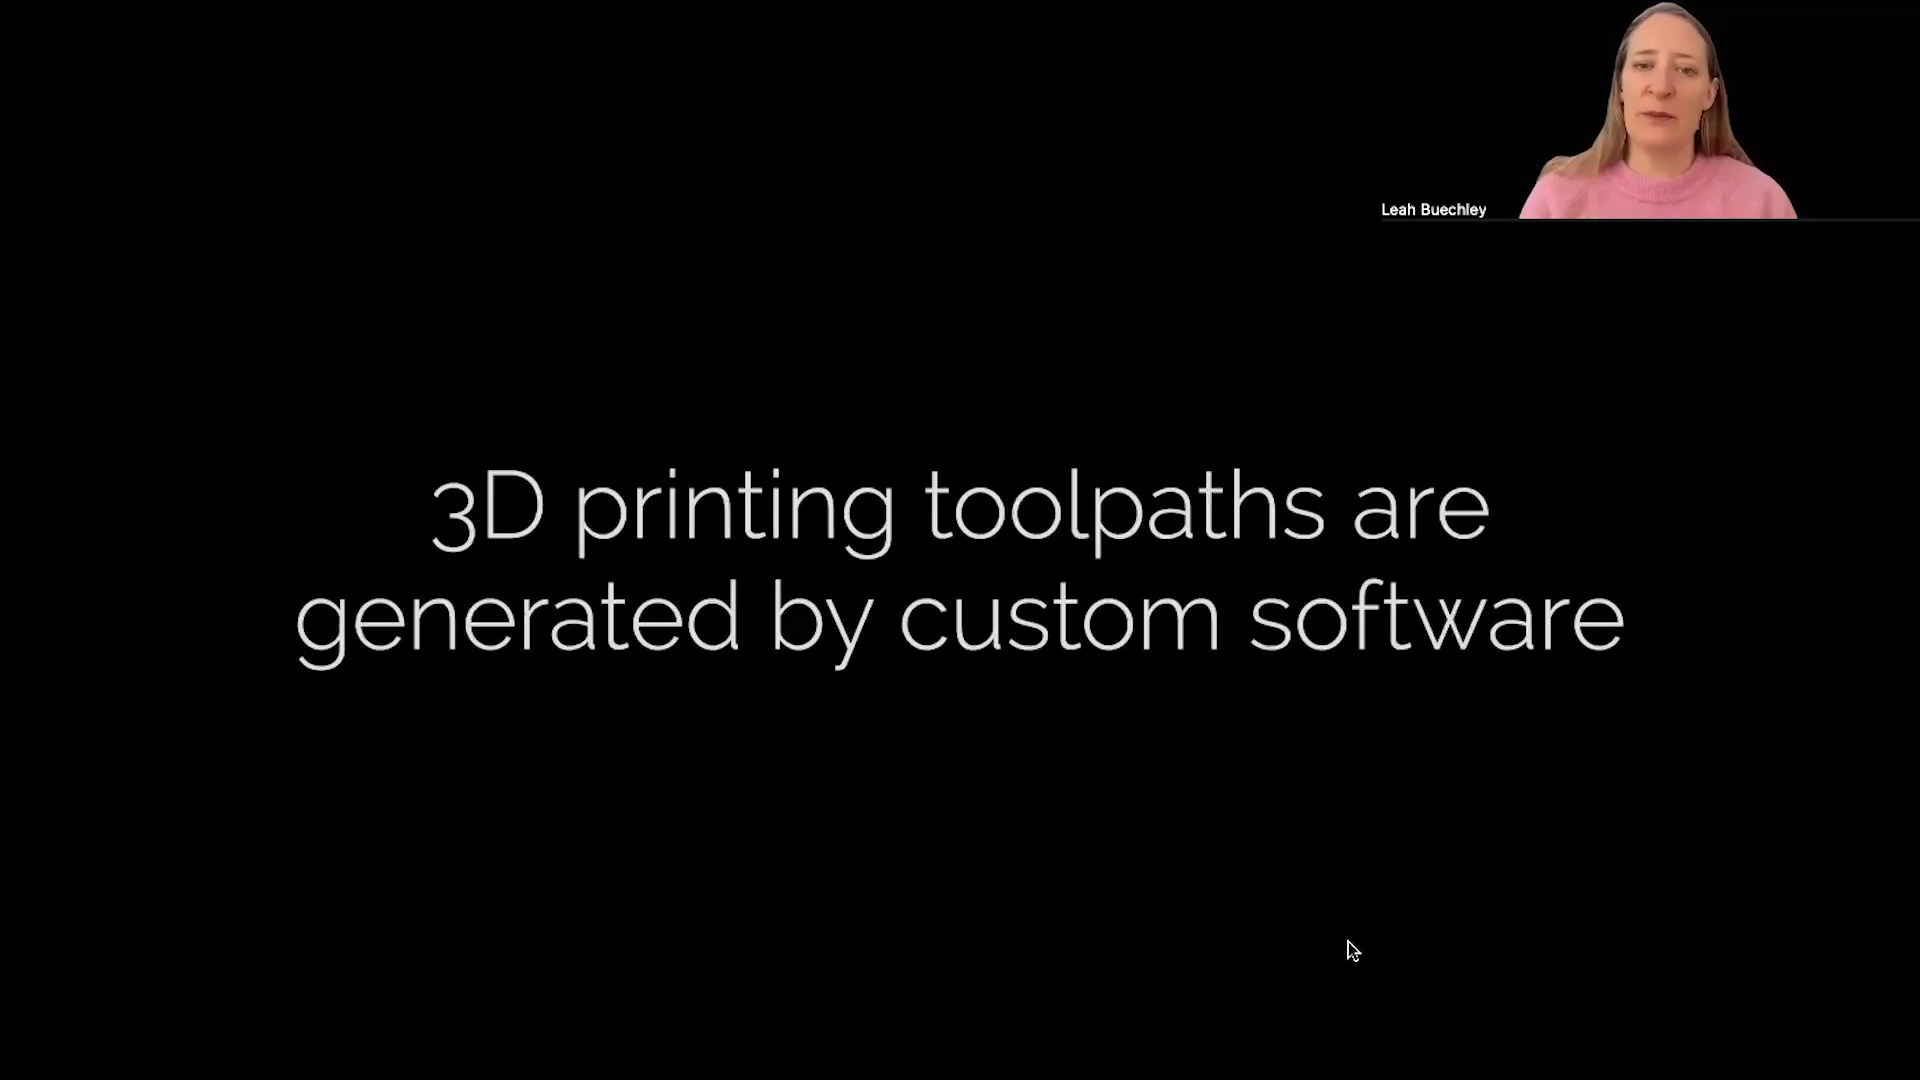 Leah Buechley
3D printing toolpaths are
generated by custom software